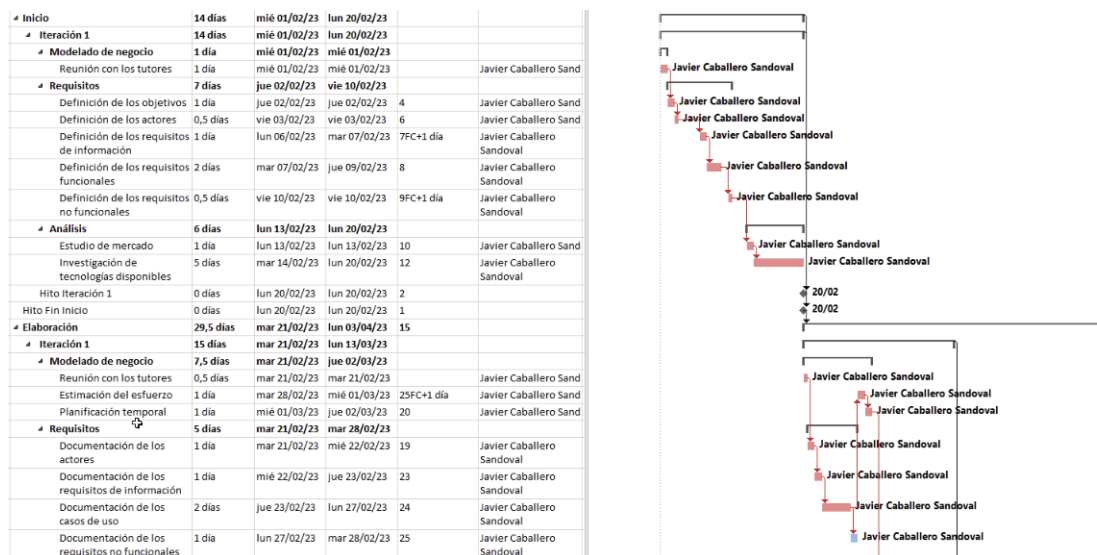 Inicio 14 días mié 01/02/23 lun 20/02/23
Iteración 1 14 días mié 01/02/23 lun 20/02/23
Modelado de negocio 1 día mié 01/02/23 mié 01/02/23
Reunión con los tutores 1 día mié 01/02/23 mié 01/02/23 Javier Caballero Sand Javier Caballero Sandoval
Requisitos 7 días jue 02/02/23 vie 10/02/23
Definición de los objetivos 1 día jue 02/02/23 jue 02/02/23 4 Javier Caballero Sand Javier Caballero Sandoval
Definición de los actores 0,5 días vie 03/02/23 vie 03/02/23 6 Javier Caballero Sand Javier Caballero Sandoval
Definición de los requisitos 1 día lun 06/02/23 mar 07/02/23 7FC+1 día Javier Caballero Javier Caballero Sandoval
de información Sandoval
Definición de los requisitos 2 días mar 07/02/23 jue 09/02/23 8 Javier Caballero Javier Caballero Sandoval
funcionales Sandoval
Definición de los requisitos 0,5 días vie 10/02/23 vie 10/02/23 9FC+1 día Javier Caballero Javier Caballero Sandoval
no funcionales Sandoval
Análisis 6 días lun 13/02/23 lun 20/02/23
Estudio de mercado 1 día lun 13/02/23 lun 13/02/23 10 Javier Caballero Sand Javier Caballero Sandoval
Investigación de 5 días mar 14/02/23 lun 20/02/23 12 Javier Caballero Javier Caballero Sandoval
tecnologías disponibles Sandoval
Hito Iteración 1 0 días lun 20/02/23 lun 20/02/23 2 20/02
Hito Fin Inicio 0 días lun 20/02/23 lun 20/02/23 1 20/02
Elaboración 29,5 días mar 21/02/23 lun 03/04/23 15
Iteración 1 15 días mar 21/02/23 lun 13/03/23
Modelado de negocio 7,5 días mar 21/02/23 jue 02/03/23
Reunión con los tutores 0,5 días mar 21/02/23 mar 21/02/23 Javier Caballero Sand Javier Caballero Sandoval
Estimación del esfuerzo 1 día mar 28/02/23 mié 01/03/23 25FC+1 día Javier Caballero Sand Javier Caballero Sandoval
Planificación temporal 1 día mié 01/03/23 jue 02/03/23 20 Javier Caballero Sand Javier Caballero Sandoval
Requisitos 5 días mar 21/02/23 mar 28/02/23
Documentación de los 1 día mar 21/02/23 mié 22/02/23 19 Javier Caballero Javier Caballero Sandoval
actores Sandoval
Documentación de los 1 día mié 22/02/23 jue 23/02/23 23 Javier Caballero Javier Caballero Sandoval
requisitos de información Sandoval
Documentación de los 2 días jue 23/02/23 lun 27/02/23 24 Javier Caballero Javier Caballero Sandoval
casos de uso Sandoval
Documentación de los 1 día lun 27/02/23 mar 28/02/23 25 Javier Caballero Javier Caballero Sandoval
requisitos no funcionales Sandoval